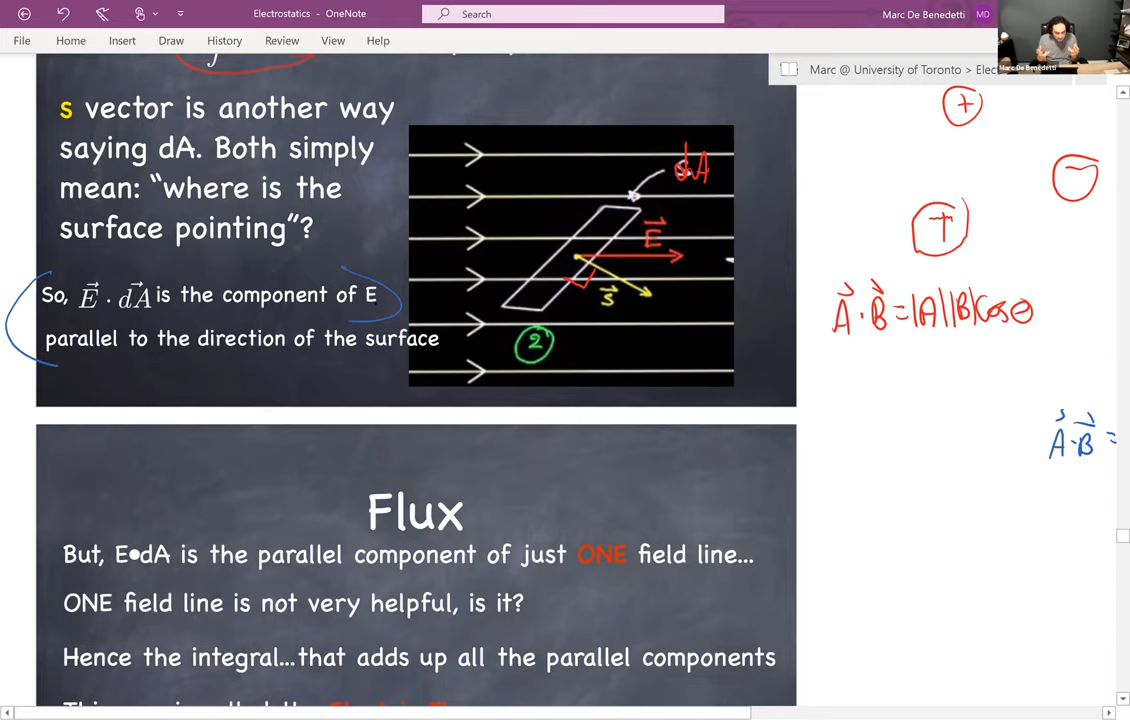 Electrostatics - OneNote
Search
Marc De Benedetti
MD
File Home Insert Draw History Review View Help
Marc @ University of Toronto > Elec
Marc De Benedetti
s vector is another way
saying dA. Both simply
mean: “where is the
surface pointing”?
So, E⃗ · dA⃗ is the component of E
parallel to the direction of the surface
dA
E⃗
s⃗
2
+
−
+
A⃗ · B⃗ = |A||B|Cosθ
A⃗ · B⃗ =
Flux
But, E•dA is the parallel component of just ONE field line...
ONE field line is not very helpful, is it?
Hence the integral...that adds up all the parallel components